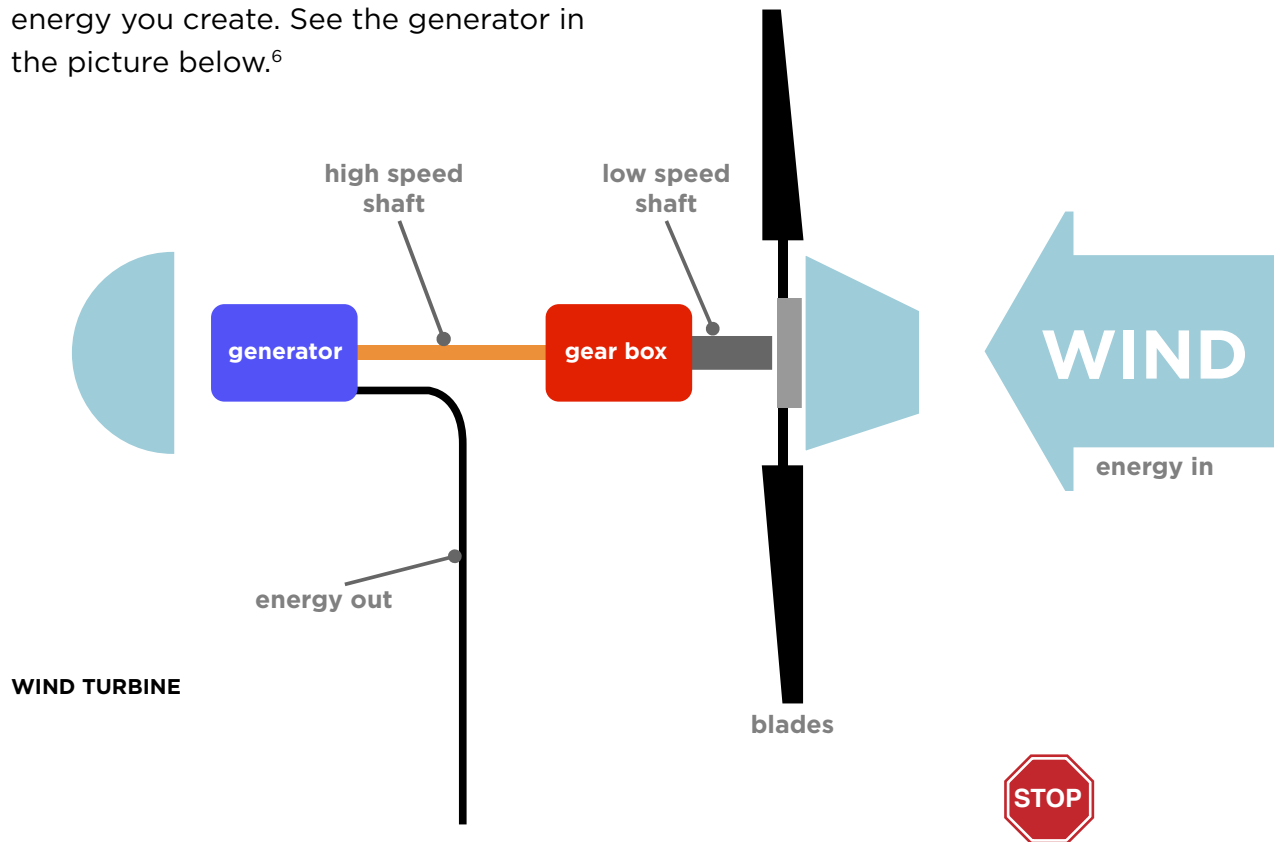 energy you create. See the generator in
the picture below.⁶
high speed
shaft
low speed
shaft
generator
gear box
WIND
energy in
energy out
WIND TURBINE
blades
STOP